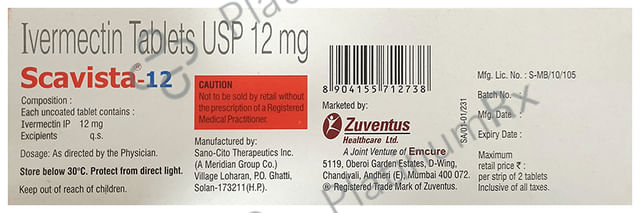 Ivermectin Tablets USP 12 mg
Scavista®-12
Composition :
Each uncoated tablet contains :
Ivermectin IP 12 mg
Excipients q.s.
Dosage: As directed by the Physician.
Store below 30°C. Protect from direct light.
Keep out of reach of children.
CAUTION
Not to be sold by retail without
the prescription of a Registered
Medical Practitioner.
Manufactured by:
Sano-Cito Therapeutics Inc.
(A Meridian Group Co.)
Village Loharan, P.O. Ghatti,
Solan-173211(H.P.)
8 904155 712738
Marketed by:
Zuventus
Healthcare Ltd.
A Joint Venture of Emcure
5119, Oberoi Garden Estates, D-Wing,
Chandivali, Andheri (E), Mumbai 400 072.
® Registered Trade Mark of Zuventus.
SA/01-01/231
Mfg. Lic. No. : S-MB/10/105
Batch No. :
Mfg. Date :
Expiry Date :
Maximum
retail price ₹ :
per strip of 2 tablets
Inclusive of all taxes.
PlatinumRx